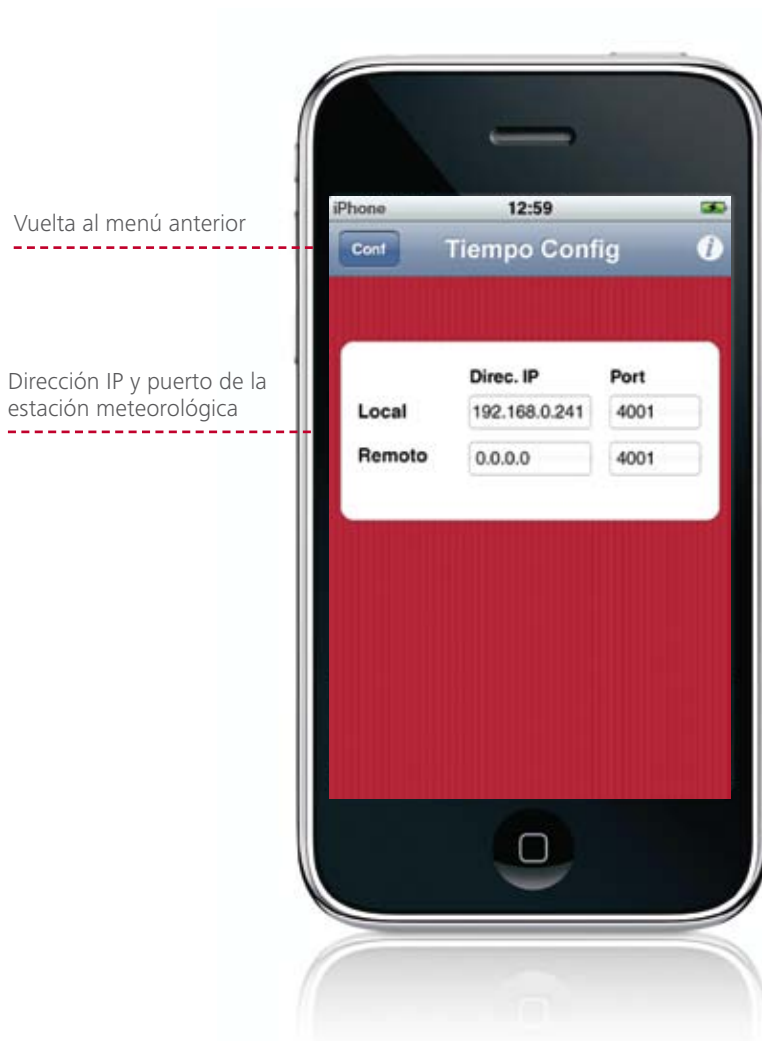 iPhone 12:59
Vuelta al menú anterior
Conf Tiempo Config i
Dirección IP y puerto de la
estación meteorológica
Direc. IP Port
Local 192.168.0.241 4001
Remoto 0.0.0.0 4001